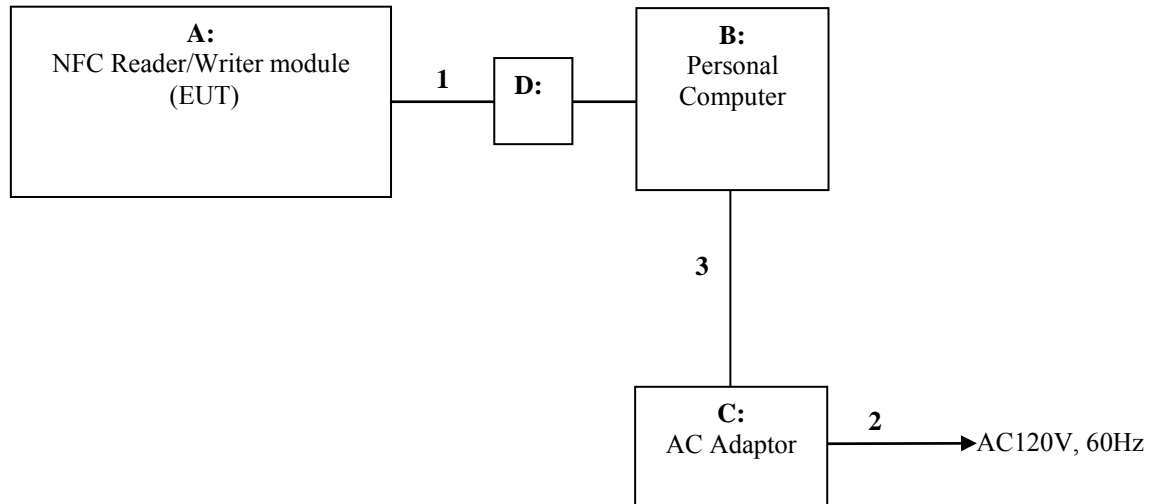 A:
NFC Reader/Writer module
(EUT)
1
D:
B:
Personal
Computer
3
C:
AC Adaptor
2
AC120V, 60Hz